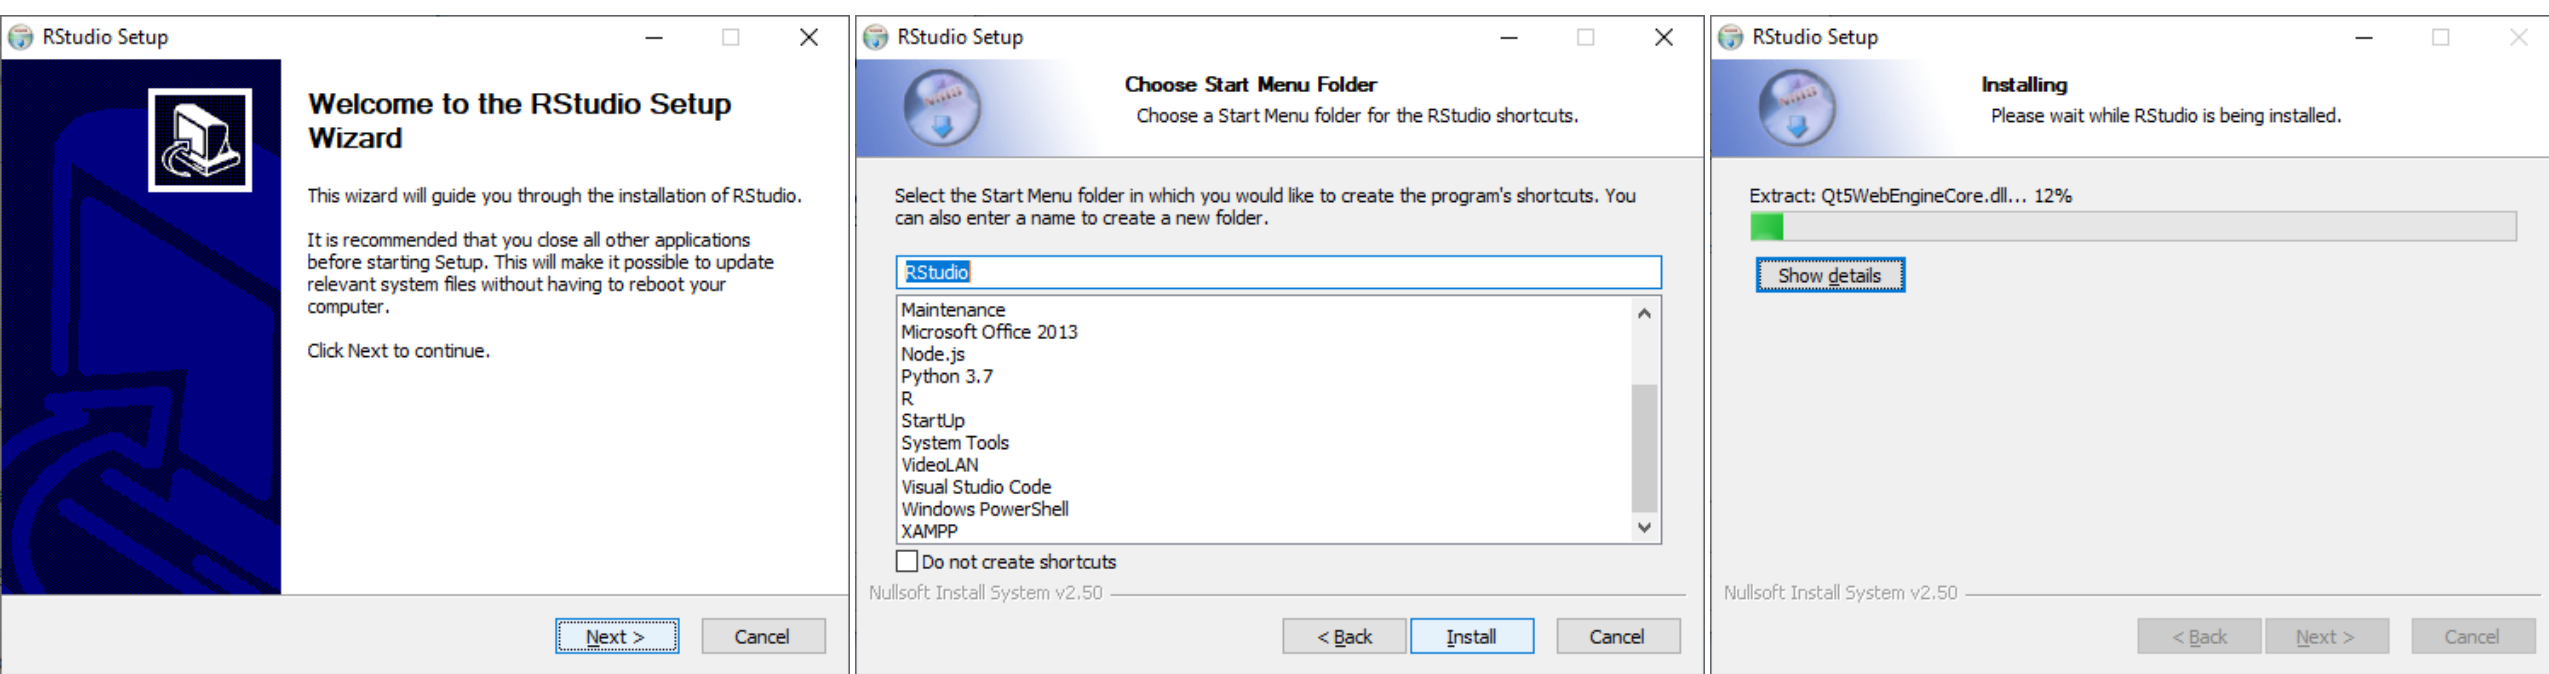 RStudio Setup
Welcome to the RStudio Setup
Wizard
This wizard will guide you through the installation of RStudio.
It is recommended that you close all other applications
before starting Setup. This will make it possible to update
relevant system files without having to reboot your
computer.
Click Next to continue.
Next >
Cancel
RStudio Setup
Choose Start Menu Folder
Choose a Start Menu folder for the RStudio shortcuts.
Select the Start Menu folder in which you would like to create the program's shortcuts. You
can also enter a name to create a new folder.
RStudio
Maintenance
Microsoft Office 2013
Node.js
Python 3.7
R
StartUp
System Tools
VideoLAN
Visual Studio Code
Windows PowerShell
XAMPP
Do not create shortcuts
Nullsoft Install System v2.50
< Back
Install
Cancel
RStudio Setup
Installing
Please wait while RStudio is being installed.
Extract: Qt5WebEngineCore.dll... 12%
Show details
Nullsoft Install System v2.50
< Back
Next >
Cancel